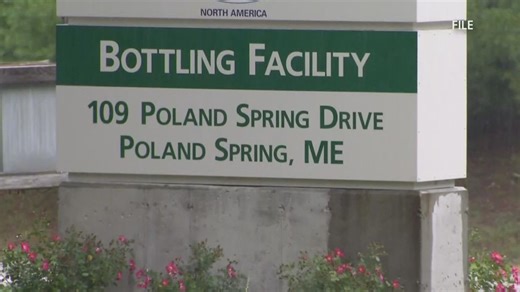 NORTH AMERICA
FILE
BOTTLING FACILITY
109 POLAND SPRING DRIVE
POLAND SPRING, ME